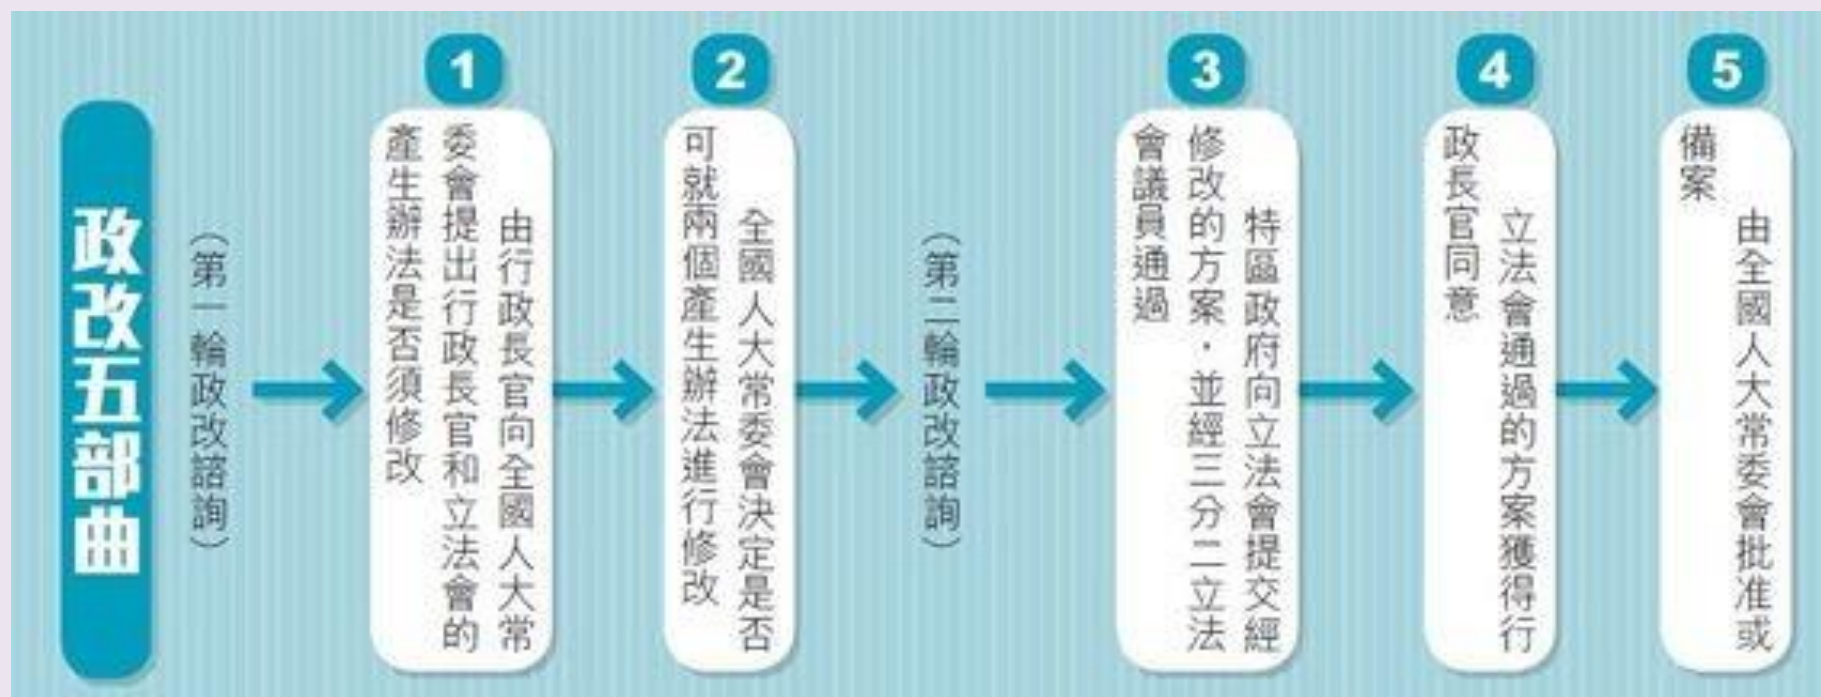 政改五部曲
（第一輪政改諮詢）
1
由行政長官向全國人大常
委會提出行政長官和立法會的
產生辦法是否須修改
2
全國人大常委會決定是否
可就兩個產生辦法進行修改
（第二輪政改諮詢）
3
特區政府向立法會提交經
修改的方案，並經三分二立法
會議員通過
4
立法會通過的方案獲得行
政長官同意
5
由全國人大常委會批准或
備案